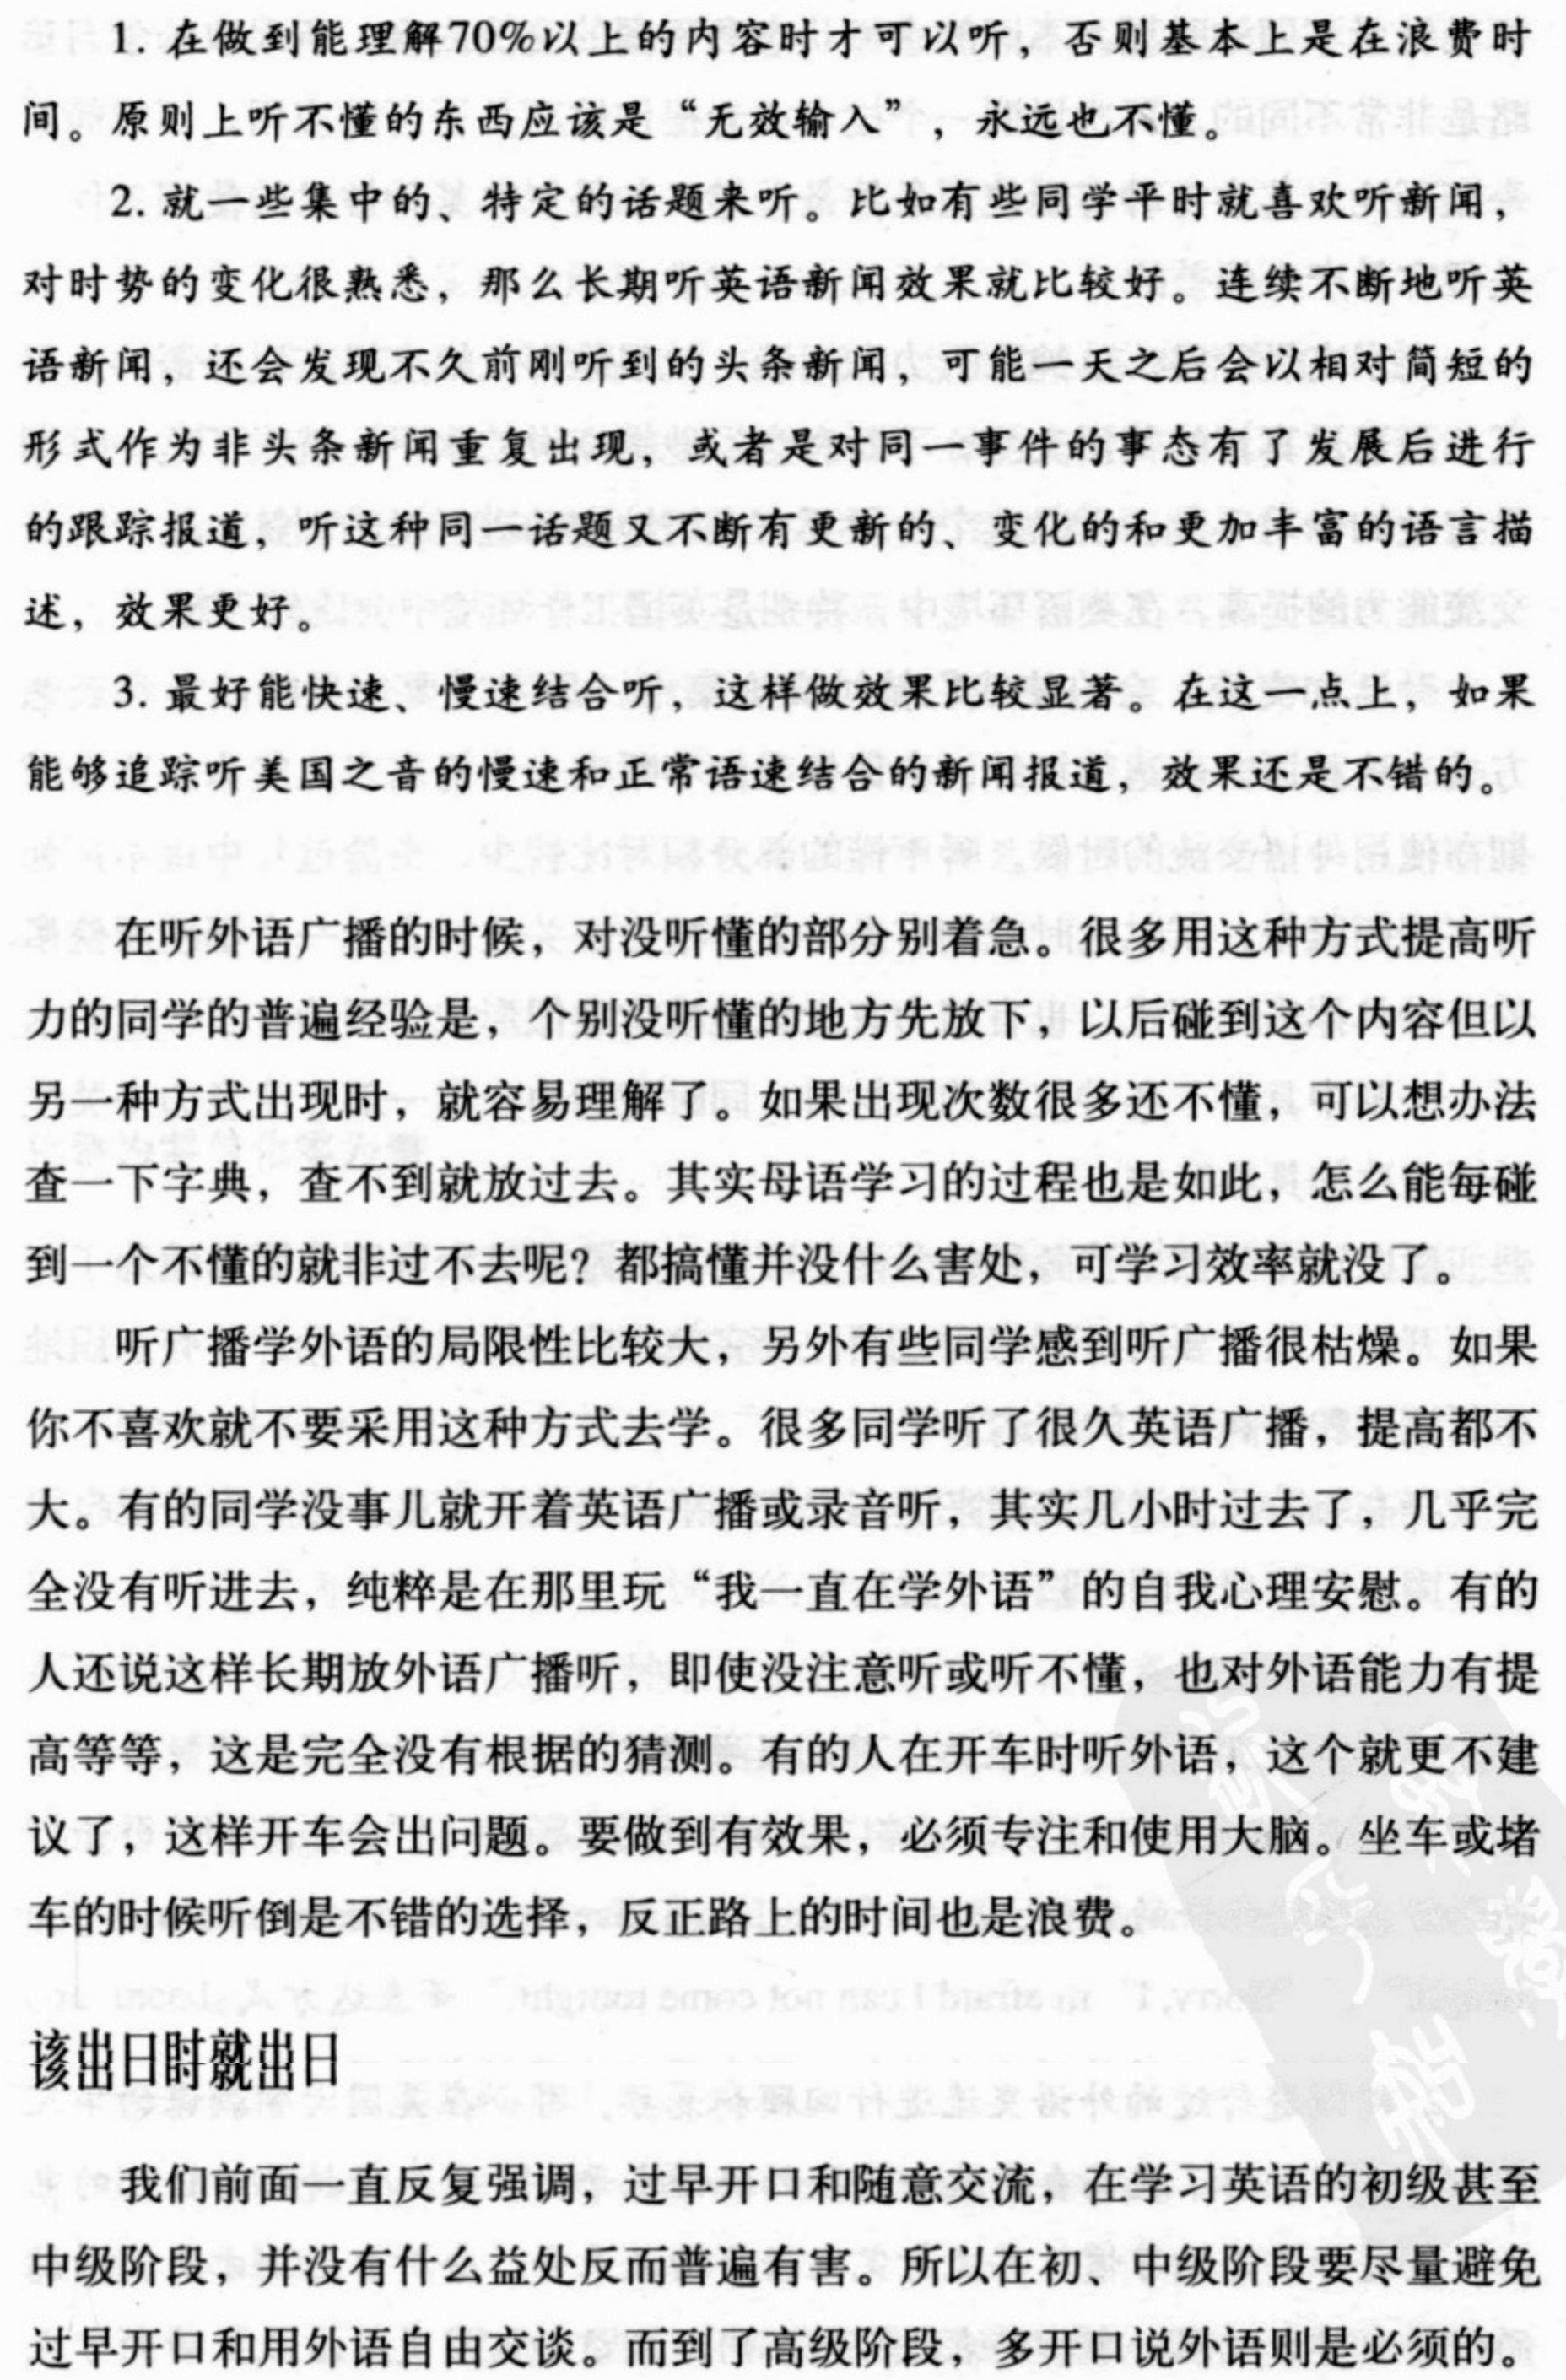 1. 在做到能理解70%以上的内容时才可以听，否则基本上是在浪费时
间。原则上听不懂的东西应该是“无效输入”，永远也不懂。
2. 就一些集中的、特定的话题来听。比如有些同学平时就喜欢听新闻，
对时势的变化很熟悉，那么长期听英语新闻效果就比较好。连续不断地听英
语新闻，还会发现不久前刚听到的头条新闻，可能一天之后会以相对简短的
形式作为非头条新闻重复出现，或者是对同一事件的事态有了发展后进行
的跟踪报道，听这种同一话题又不断有更新的、变化的和更加丰富的语言描
述，效果更好。
3. 最好能快速、慢速结合听，这样做效果比较显著。在这一点上，如果
能够追踪听美国之音的慢速和正常语速结合的新闻报道，效果还是不错的。
在听外语广播的时候，对没听懂的部分别着急。很多用这种方式提高听
力的同学的普遍经验是，个别没听懂的地方先放下，以后碰到这个内容但以
另一种方式出现时，就容易理解了。如果出现次数很多还不懂，可以想办法
查一下字典，查不到就放过去。其实母语学习的过程也是如此，怎么能每碰
到一个不懂的就非过不去呢？都搞懂并没什么害处，可学习效率就没了。
听广播学外语的局限性比较大，另外有些同学感到听广播很枯燥。如果
你不喜欢就不要采用这种方式去学。很多同学听了很久英语广播，提高都不
大。有的同学没事儿就开着英语广播或录音听，其实几小时过去了，几乎完
全没有听进去，纯粹是在那里玩“我一直在学外语”的自我心理安慰。有的
人还说这样长期放外语广播听，即使没注意听或听不懂，也对外语能力有提
高等等，这是完全没有根据的猜测。有的人在开车时听外语，这个就更不建
议了，这样开车会出问题。要做到有效果，必须专注和使用大脑。坐车或堵
车的时候听倒是不错的选择，反正路上的时间也是浪费。
该出口时就出口
我们前面一直反复强调，过早开口和随意交流，在学习英语的初级甚至
中级阶段，并没有什么益处反而普遍有害。所以在初、中级阶段要尽量避免
过早开口和用外语自由交谈。而到了高级阶段，多开口说外语则是必须的。